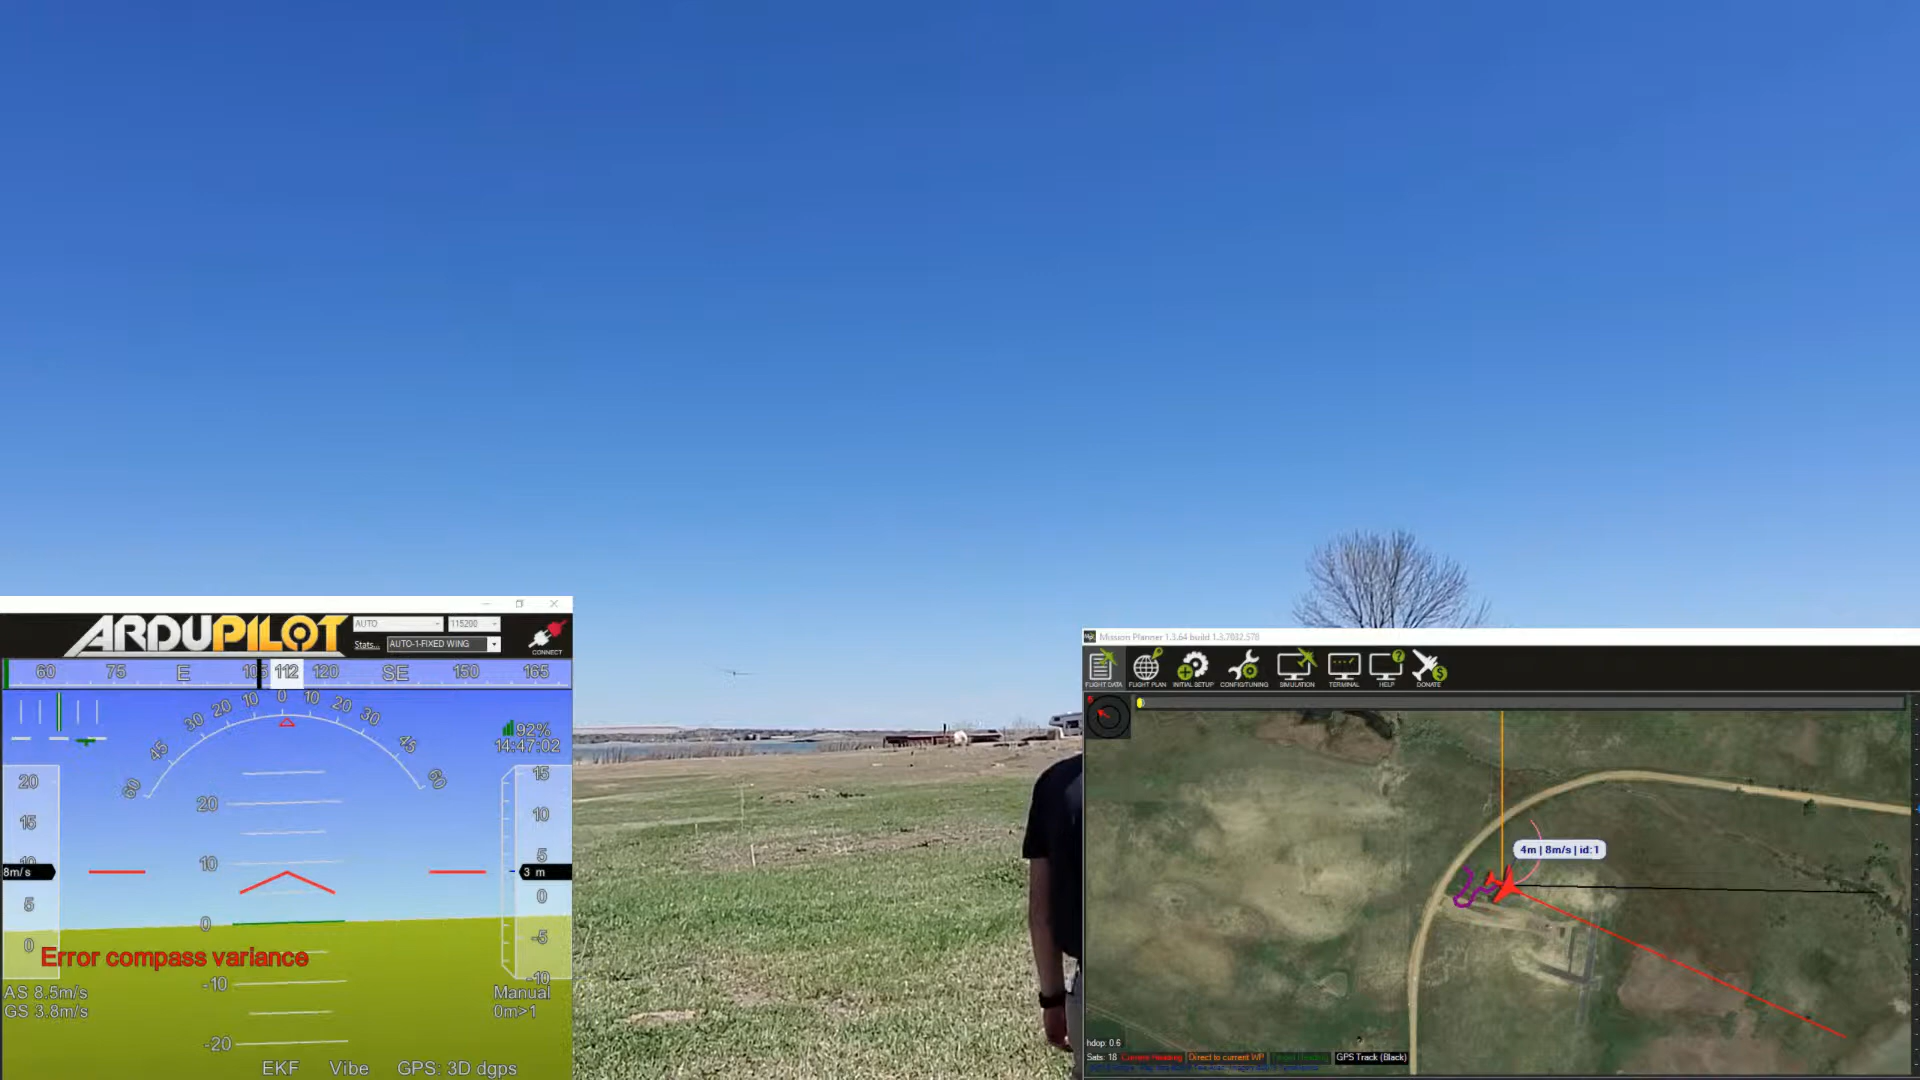 ARDUPILOT
AUTO
115200
Stats...
AUTO-1-FIXED WING
CONNECT
60 75 E 105 112 120 SE 150 165
60 45 30 20 10 0 10 20 30 45 60
92%
14:47:02
20
15
10
8m/s
5
0
20
10
0
-10
-20
15
10
5
3 m
0
-5
-10
Error compass variance
AS 8.5m/s
GS 3.8m/s
Manual
0m>1
EKF Vibe GPS: 3D dgps
Mission Planner 1.3.64 build 1.3.7032.578
FLIGHT DATA FLIGHT PLAN INITIAL SETUP CONFIG/TUNING SIMULATION TERMINAL HELP DONATE
4m | 8m/s | id:1
hdop: 0.6
Sats: 18 Current Heading Direct to current WP GPS Track (Black)